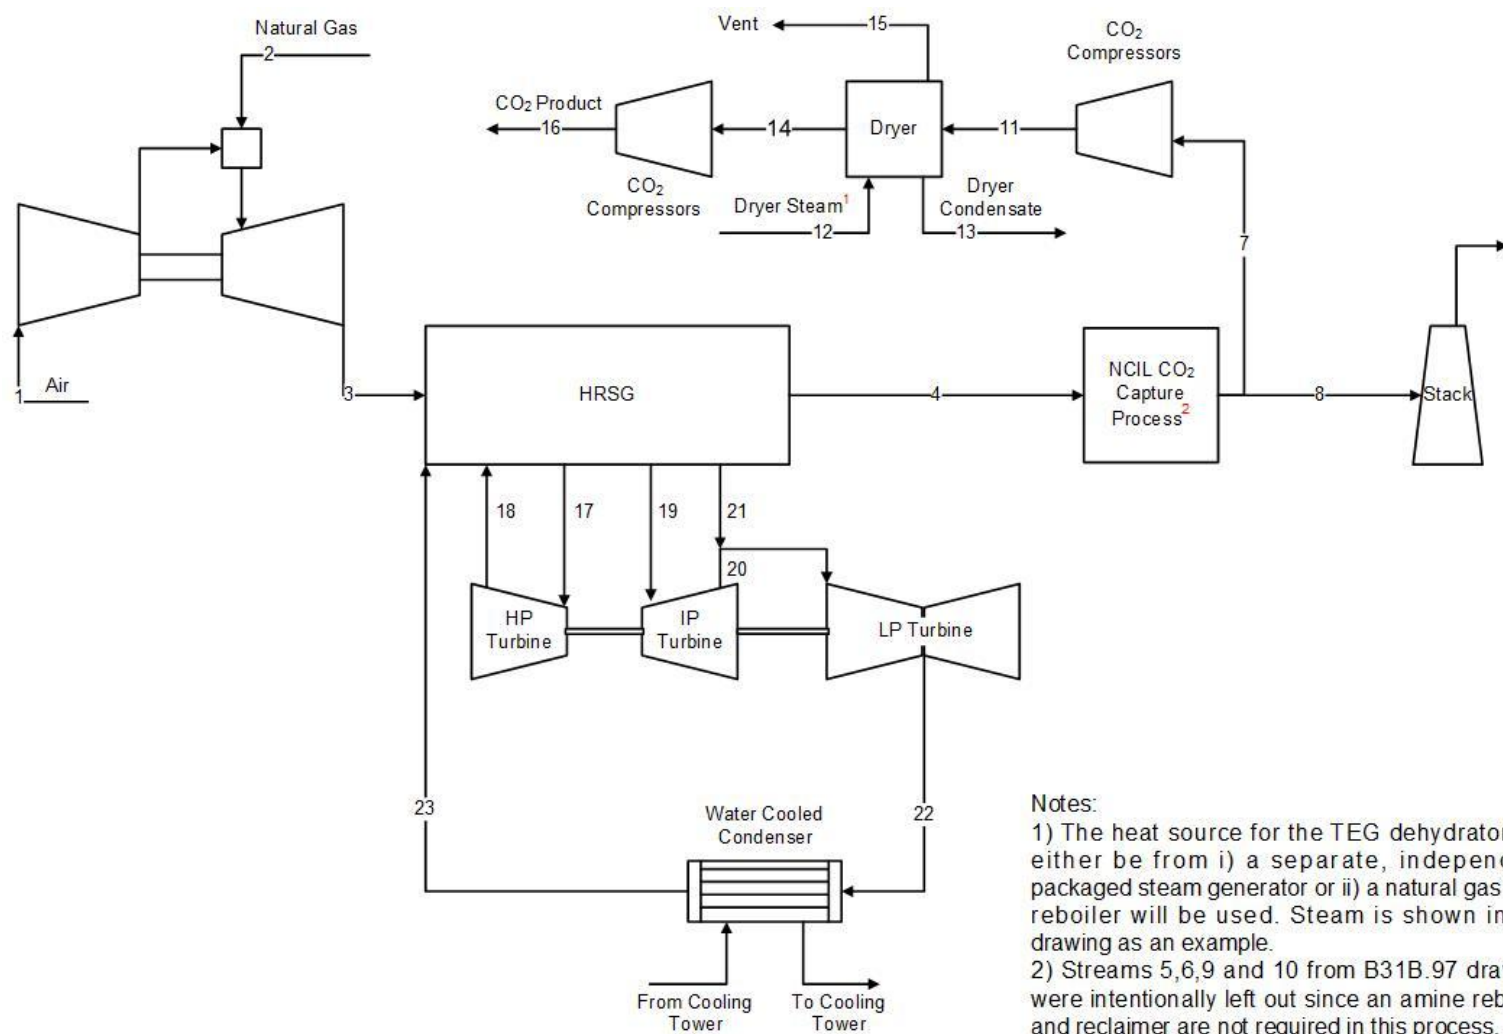 Natural Gas
2
Vent
15
CO₂
Compressors
CO₂ Product
16
14
Dryer
11
CO₂
Compressors
Dryer Steam¹
12
Dryer
Condensate
13
7
1
Air
3
HRSG
4
NCIL CO₂
Capture
Process²
8
Stack
18
17
19
21
20
HP
Turbine
IP
Turbine
LP Turbine
23
22
Water Cooled
Condenser
From Cooling
Tower
To Cooling
Tower
Notes:
1) The heat source for the TEG dehydrator
either be from i) a separate,
packaged steam generator or ii) a natural gas
reboiler will be used. Steam is shown in
drawing as an example.
2) Streams 5,6,9 and 10 from B31B.97
were intentionally left out since an amine
and reclaimer are not required in this process.